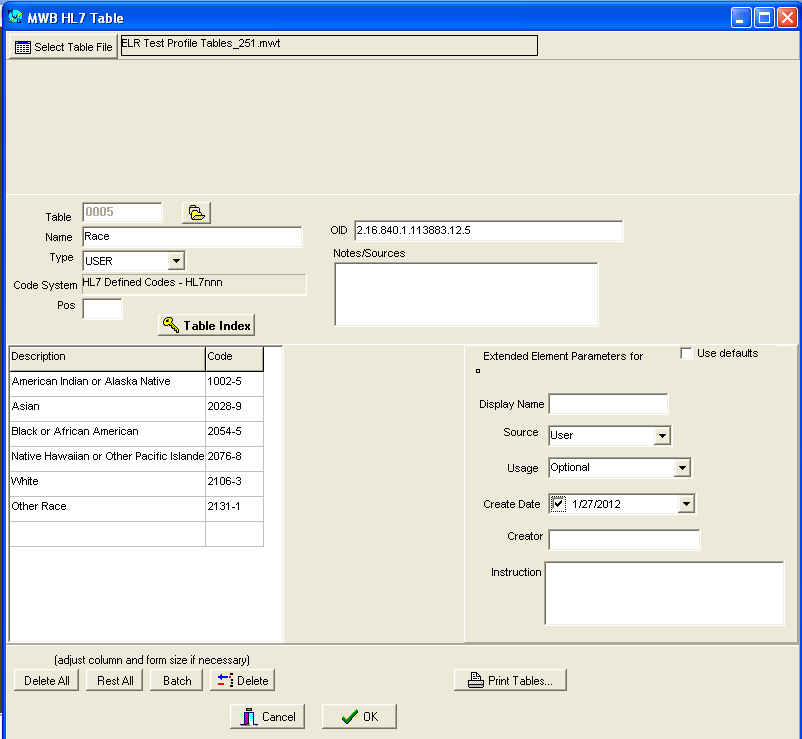 MWB HL7 Table
Select Table File
ELR Test Profile Tables_251.mwt
Table 0005
Name Race
OID 2.16.840.1.113883.12.5
Type USER
Notes/Sources
Code System HL7 Defined Codes - HL7nnn
Pos
Table Index
Description Code
American Indian or Alaska Native 1002-5
Asian 2028-9
Black or African American 2054-5
Native Hawaiian or Other Pacific Islande 2076-8
White 2106-3
Other Race 2131-1
Extended Element Parameters for
Use defaults
Display Name
Source User
Usage Optional
Create Date 1/27/2012
Creator
Instruction
(adjust column and form size if necessary)
Delete All Rest All Batch Delete Print Tables...
Cancel OK